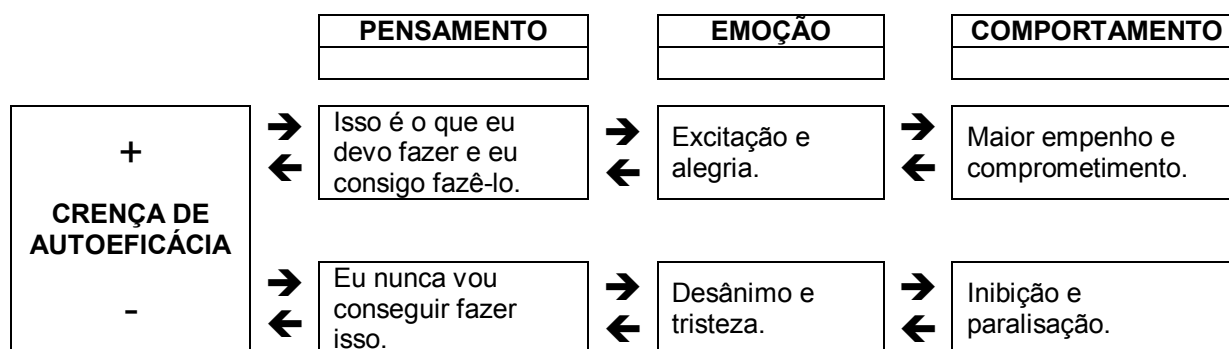 PENSAMENTO
EMOÇÃO
COMPORTAMENTO
+
CRENÇA DE
AUTOEFICÁCIA
-
Isso é o que eu
devo fazer e eu
consigo fazê-lo.
Excitação e
alegria.
Maior empenho e
comprometimento.
Eu nunca vou
conseguir fazer
isso.
Desânimo e
tristeza.
Inibição e
paralisação.